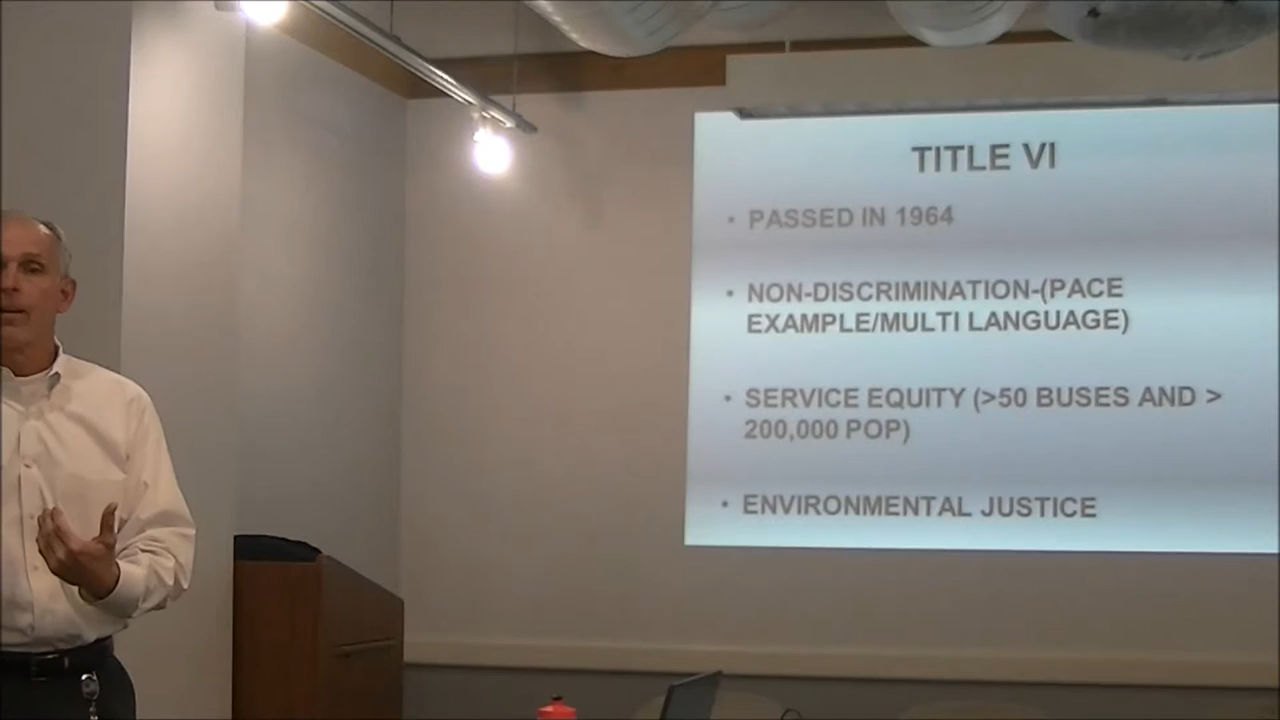 TITLE VI
• PASSED IN 1964
• NON-DISCRIMINATION-(PACE
EXAMPLE/MULTI LANGUAGE)
• SERVICE EQUITY (>50 BUSES AND >
200,000 POP)
• ENVIRONMENTAL JUSTICE